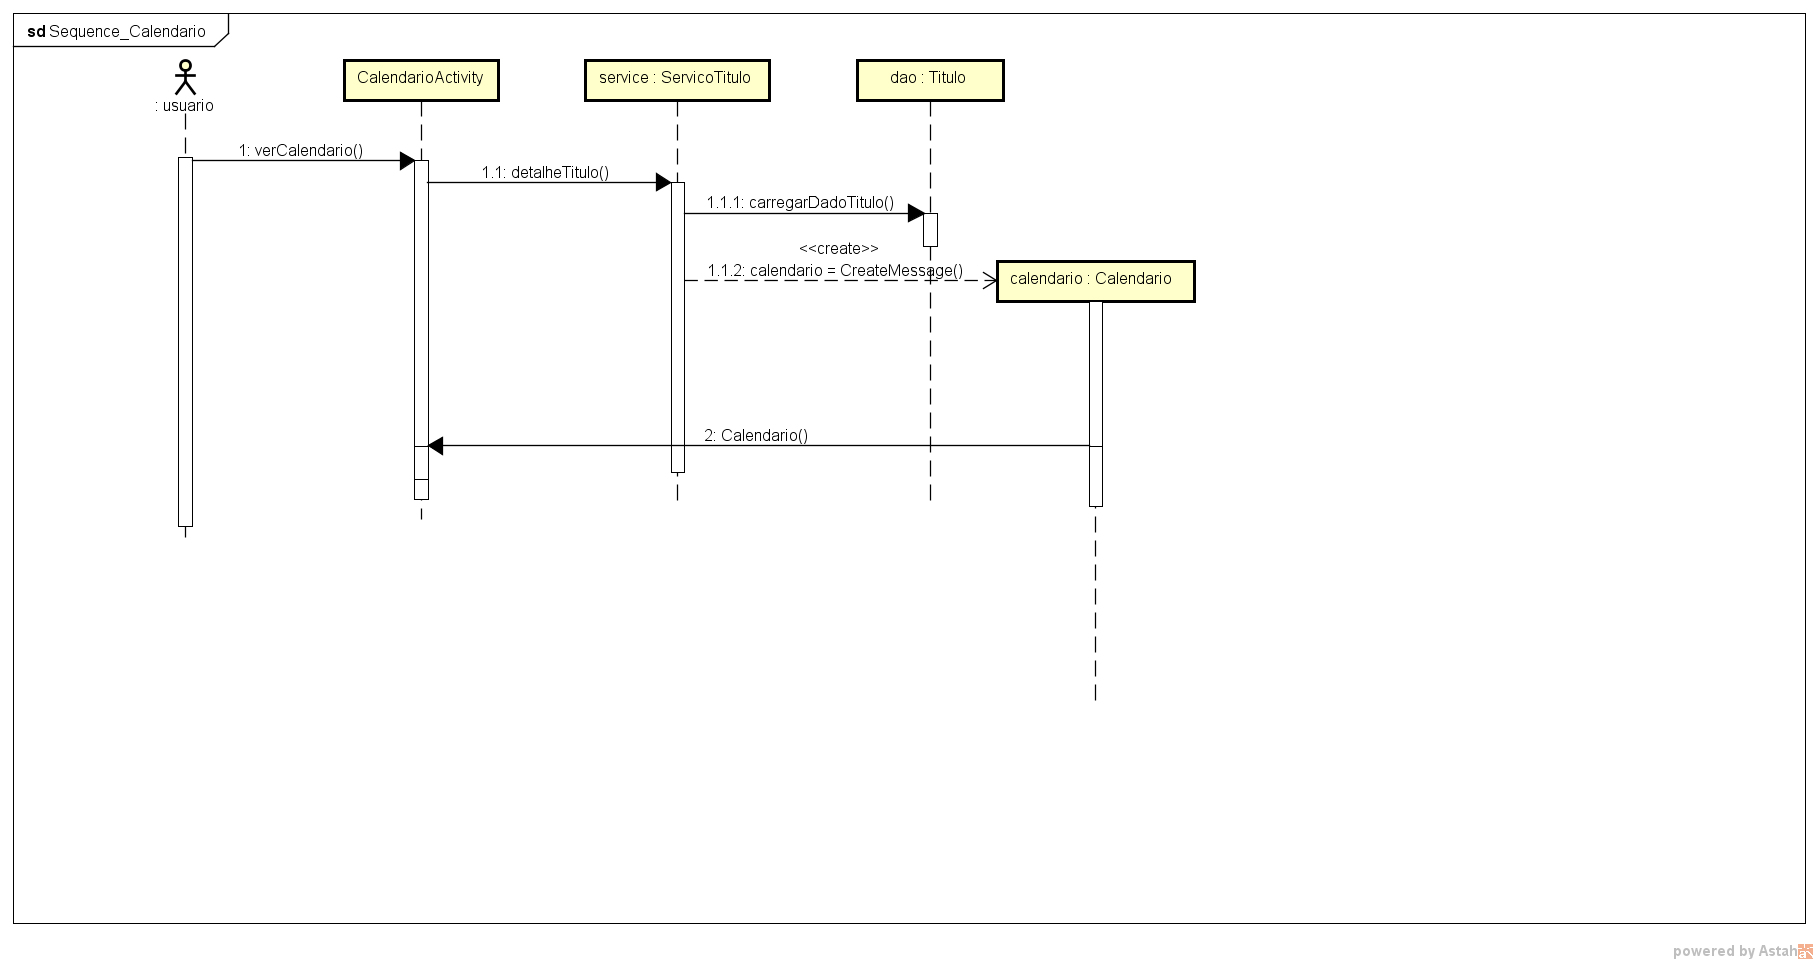 sd Sequence_Calendario
: usuario
CalendarioActivity
service : ServicoTitulo
dao : Titulo
1: verCalendario()
1.1: detalheTitulo()
1.1.1: carregarDadoTitulo()
<<create>>
1.1.2: calendario = CreateMessage()
calendario : Calendario
2: Calendario()
powered by Astah